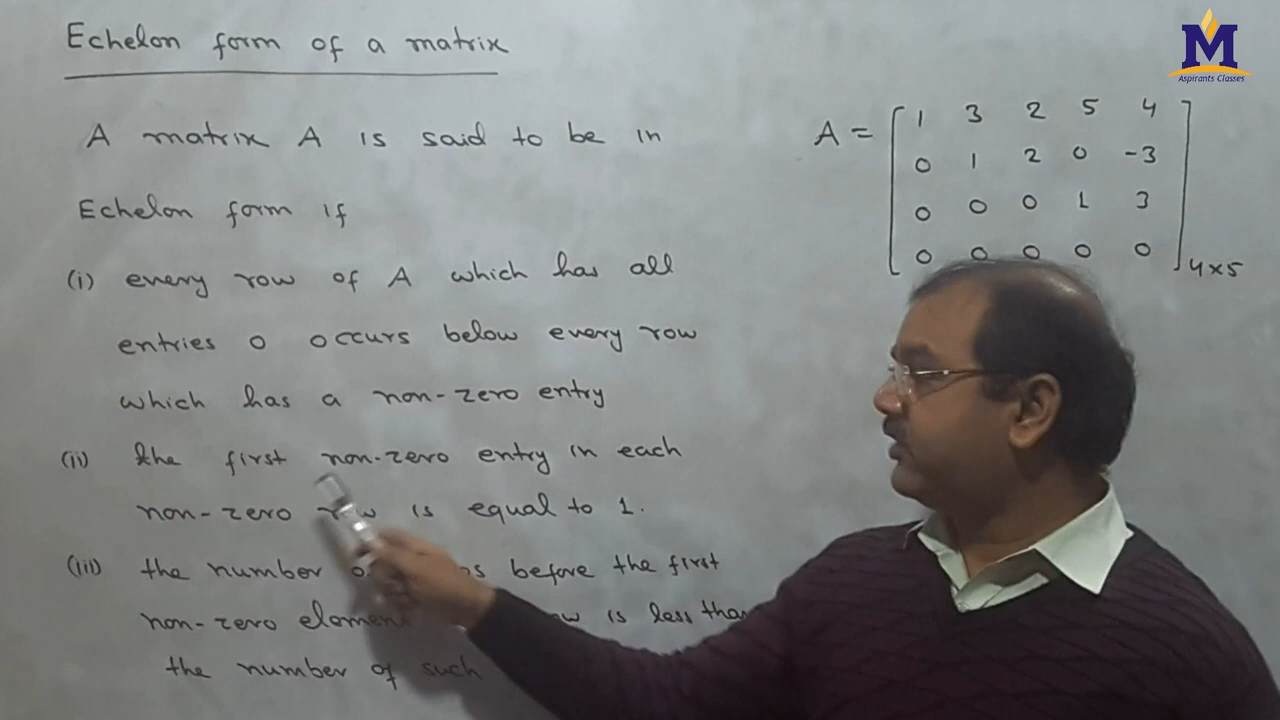 Echelon form of a matrix
A matrix A is said to be in
Echelon form if
(i) every row of A which has all
entries 0 occurs below every row
which has a non-zero entry
(ii) the first non-zero entry in each
non-zero row is equal to 1.
(iii) the number before the first
non-zero is less than
the number of such
A = [ 1 3 2 5 4
0 1 2 0 -3
0 0 0 1 3
0 0 0 0 0 ] 4x5
M
Aspirants Classes